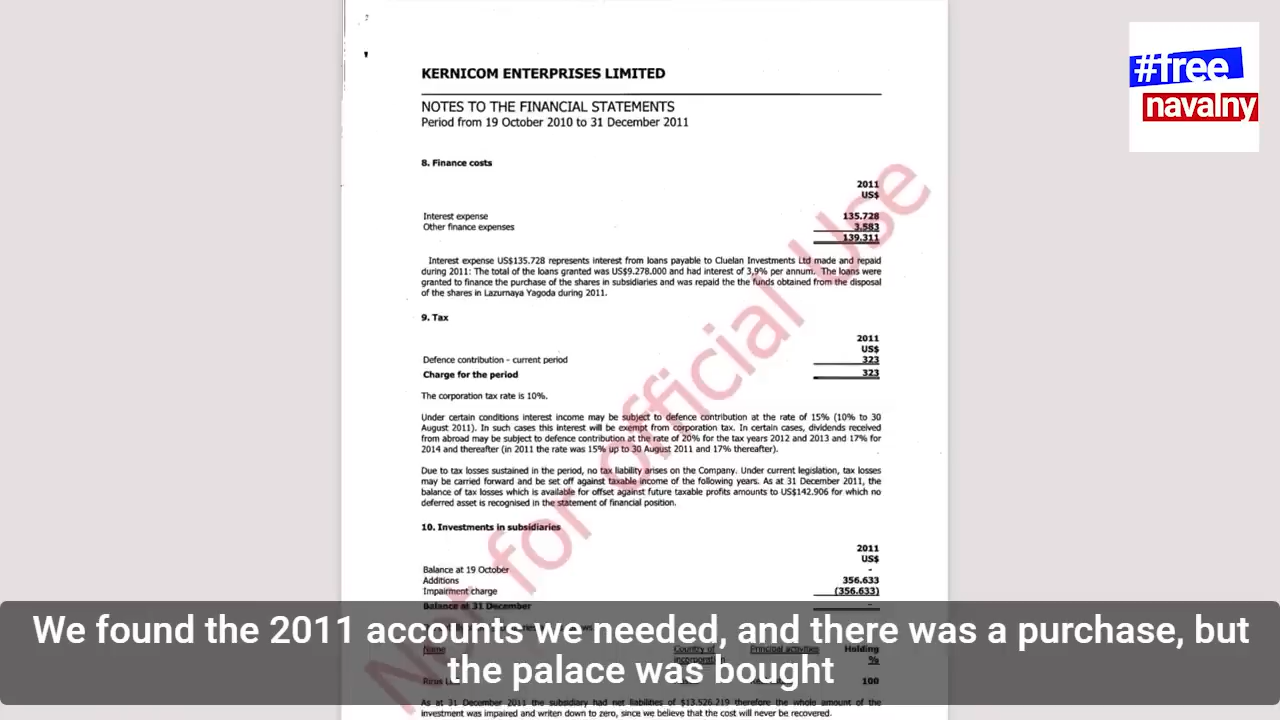 KERNICOM ENTERPRISES LIMITED
NOTES TO THE FINANCIAL STATEMENTS
Period from 19 October 2010 to 31 December 2011
8. Finance costs
2011
US$
Interest expense 135.728
Other finance expenses 3.583
139.311
Interest expense US$135.728 represents interest from loans payable to Cluelan Investments Ltd made and repaid
during 2011: The total of the loans granted was US$9.278.000 and had interest of 3,9% per annum. The loans were
granted to finance the purchase of the shares in subsidiaries and was repaid the the funds obtained from the disposal
of the shares in Lazurnaya Yagoda during 2011.
9. Tax
2011
US$
Defence contribution - current period 323
Charge for the period 323
The corporation tax rate is 10%.
Under certain conditions interest income may be subject to defence contribution at the rate of 15% (10% to 30
August 2011). In such cases this interest will be exempt from corporation tax. In certain cases, dividends received
from abroad may be subject to defence contribution at the rate of 20% for the tax years 2012 and 2013 and 17% for
2014 and thereafter (in 2011 the rate was 15% up to 30 August 2011 and 17% thereafter).
Due to tax losses sustained in the period, no tax liability arises on the Company. Under current legislation, tax losses
may be carried forward and be set off against taxable income of the following years. As at 31 December 2011, the
balance of tax losses which is available for offset against future taxable profits amounts to US$142.906 for which no
deferred asset is recognised in the statement of financial position.
10. Investments in subsidiaries
2011
US$
Balance at 19 October -
Additions 356.633
Impairment charge (356.633)
Balance at 31 December -
Name Country of incorporation Principal activities Holding
%
100
As at 31 December 2011 the subsidiary had net liabilities of $13.526.219 therefore the whole amount of the
investment was impaired and writen down to zero, since we believe that the cost will never be recovered.
Not for official Use
#free
navalny
We found the 2011 accounts we needed, and there was a purchase, but
the palace was bought